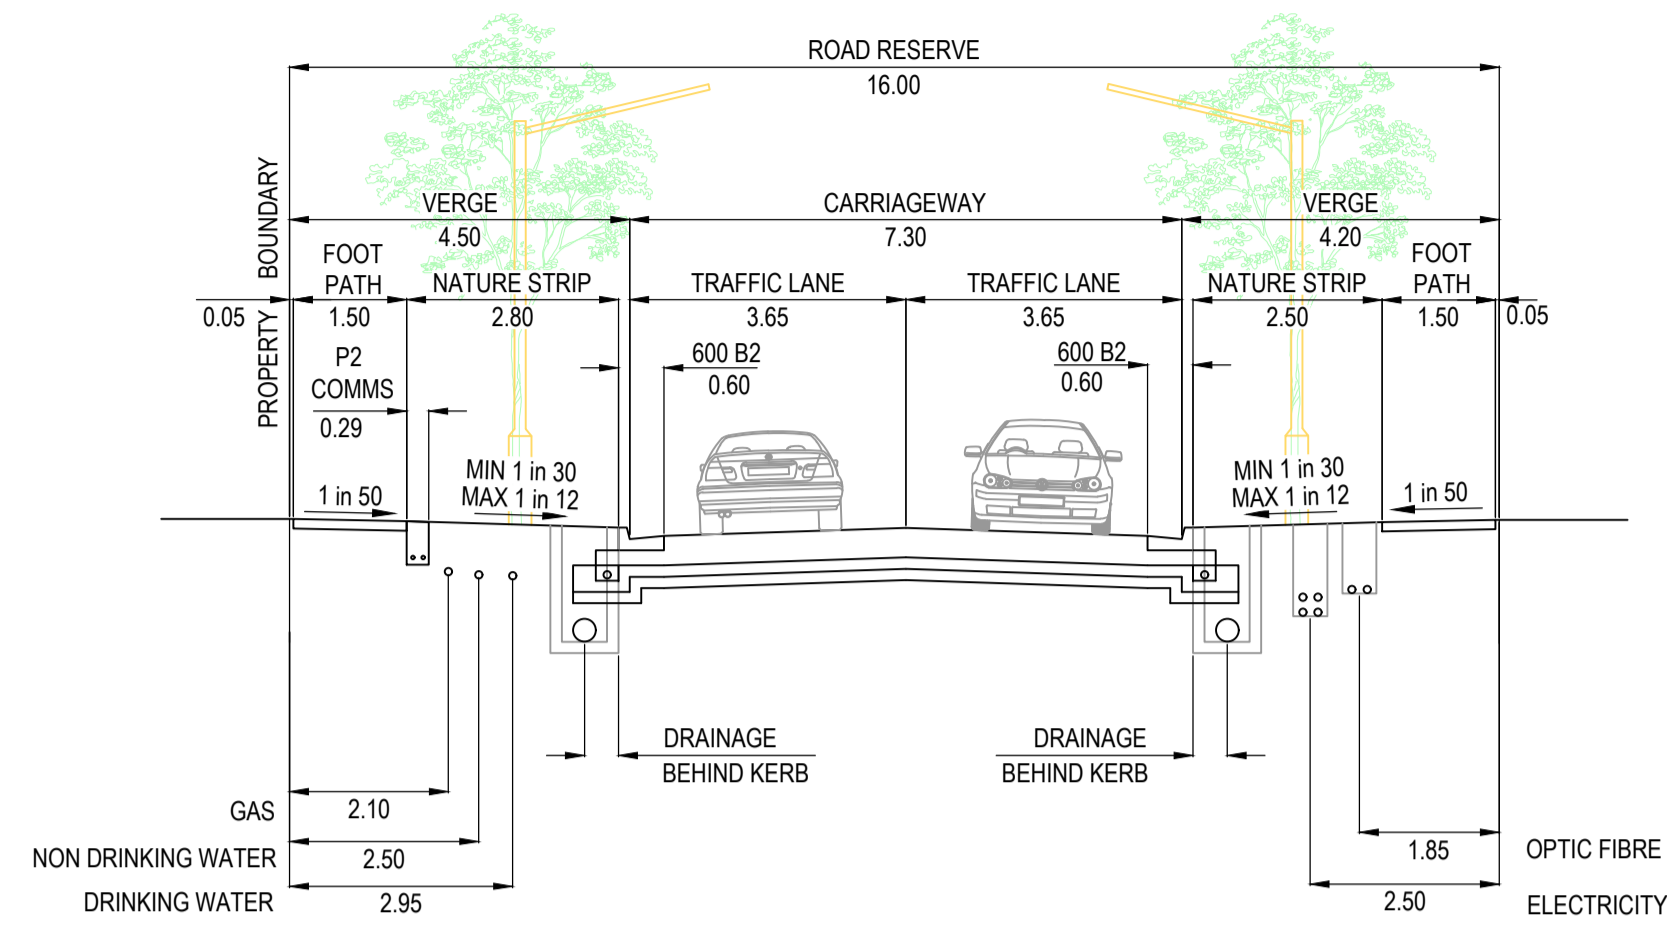 ROAD RESERVE
16.00
PROPERTY BOUNDARY
VERGE
4.50
CARRIAGEWAY
7.30
VERGE
4.20
FOOT
PATH
1.50
NATURE STRIP
2.80
TRAFFIC LANE
3.65
TRAFFIC LANE
3.65
NATURE STRIP
2.50
FOOT
PATH
1.50
0.05
0.05
P2
COMMS
0.29
600 B2
0.60
600 B2
0.60
1 in 50
MIN 1 in 30
MAX 1 in 12
MIN 1 in 30
MAX 1 in 12
1 in 50
DRAINAGE
BEHIND KERB
DRAINAGE
BEHIND KERB
GAS
2.10
NON DRINKING WATER
2.50
DRINKING WATER
2.95
1.85
OPTIC FIBRE
2.50
ELECTRICITY